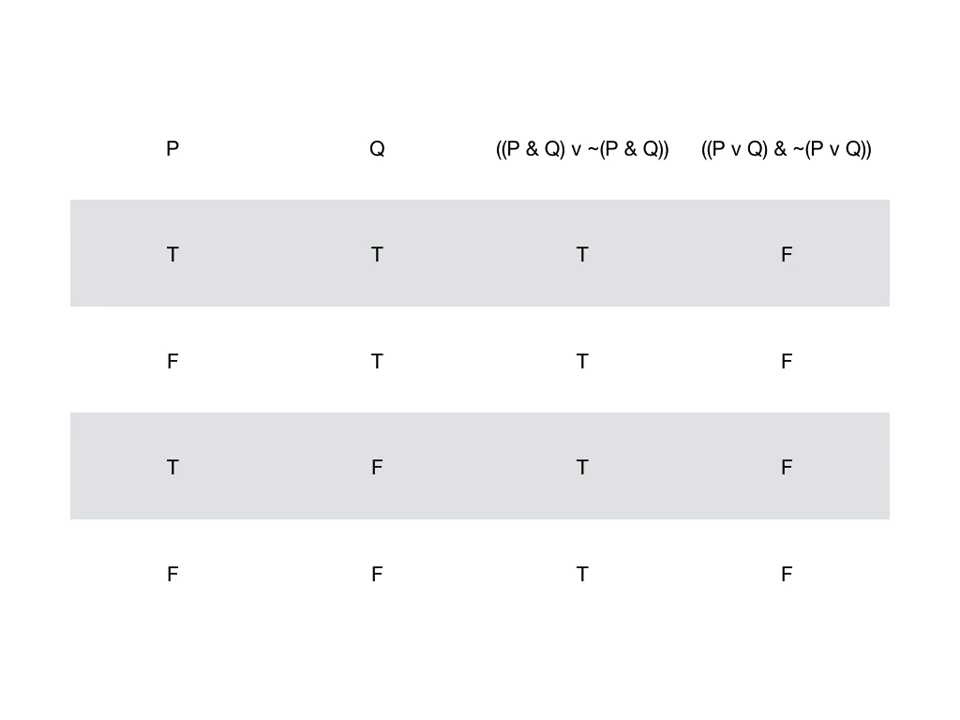 P Q ((P & Q) v ~(P & Q)) ((P v Q) & ~(P v Q))
T T T F
F T T F
T F T F
F F T F